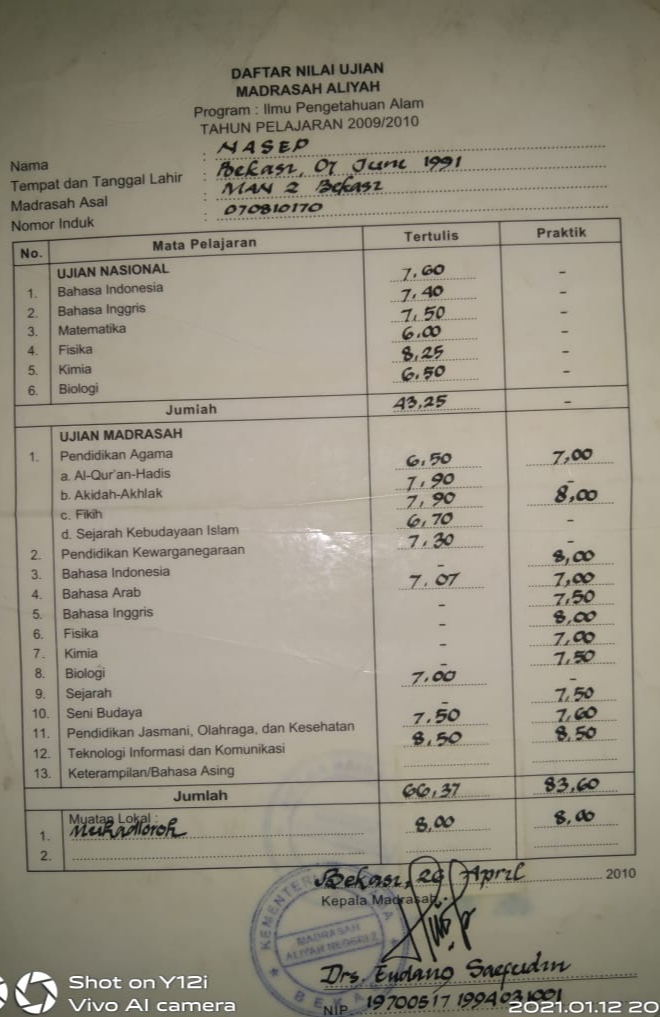 DAFTAR NILAI UJIAN
MADRASAH ALIYAH
Program : Ilmu Pengetahuan Alam
TAHUN PELAJARAN 2009/2010
Nama : NASEP
Tempat dan Tanggal Lahir : Bekasi, 07 Juni 1991
Madrasah Asal : MAN 2 Bekasi
Nomor Induk : 070810170
No. Mata Pelajaran Tertulis Praktik
UJIAN NASIONAL
1. Bahasa Indonesia 7,60 -
2. Bahasa Inggris 7,40 -
3. Matematika 7,50 -
4. Fisika 6,00 -
5. Kimia 8,25 -
6. Biologi 6,50 -
Jumlah 43,25 -
UJIAN MADRASAH
1. Pendidikan Agama
a. Al-Qur'an-Hadis 6,50 7,00
b. Akidah-Akhlak 7,90 -
c. Fikih 7,90 8,00
d. Sejarah Kebudayaan Islam 6,70 -
2. Pendidikan Kewarganegaraan 7,30 -
3. Bahasa Indonesia - 8,00
4. Bahasa Arab 7,07 7,00
5. Bahasa Inggris - 7,50
6. Fisika - 8,00
7. Kimia - 7,00
8. Biologi - 7,50
9. Sejarah 7,00 -
10. Seni Budaya - 7,50
11. Pendidikan Jasmani, Olahraga, dan Kesehatan 7,50 7,60
12. Teknologi Informasi dan Komunikasi 8,50 8,50
13. Keterampilan/Bahasa Asing
Jumlah 66,37 83,60
Muatan Lokal :
1. Muhadloroh 8,00 8,00
2.
Bekasi, 26 April 2010
Kepala Madrasah,
KEMENTERIAN
MADRASAH
ALIYAH NEGERI 2
BEKASI
Drs. Endang Saefudin
NIP. 19700517 199403 1001
Shot on Y12i
Vivo AI camera
2021.01.12 20